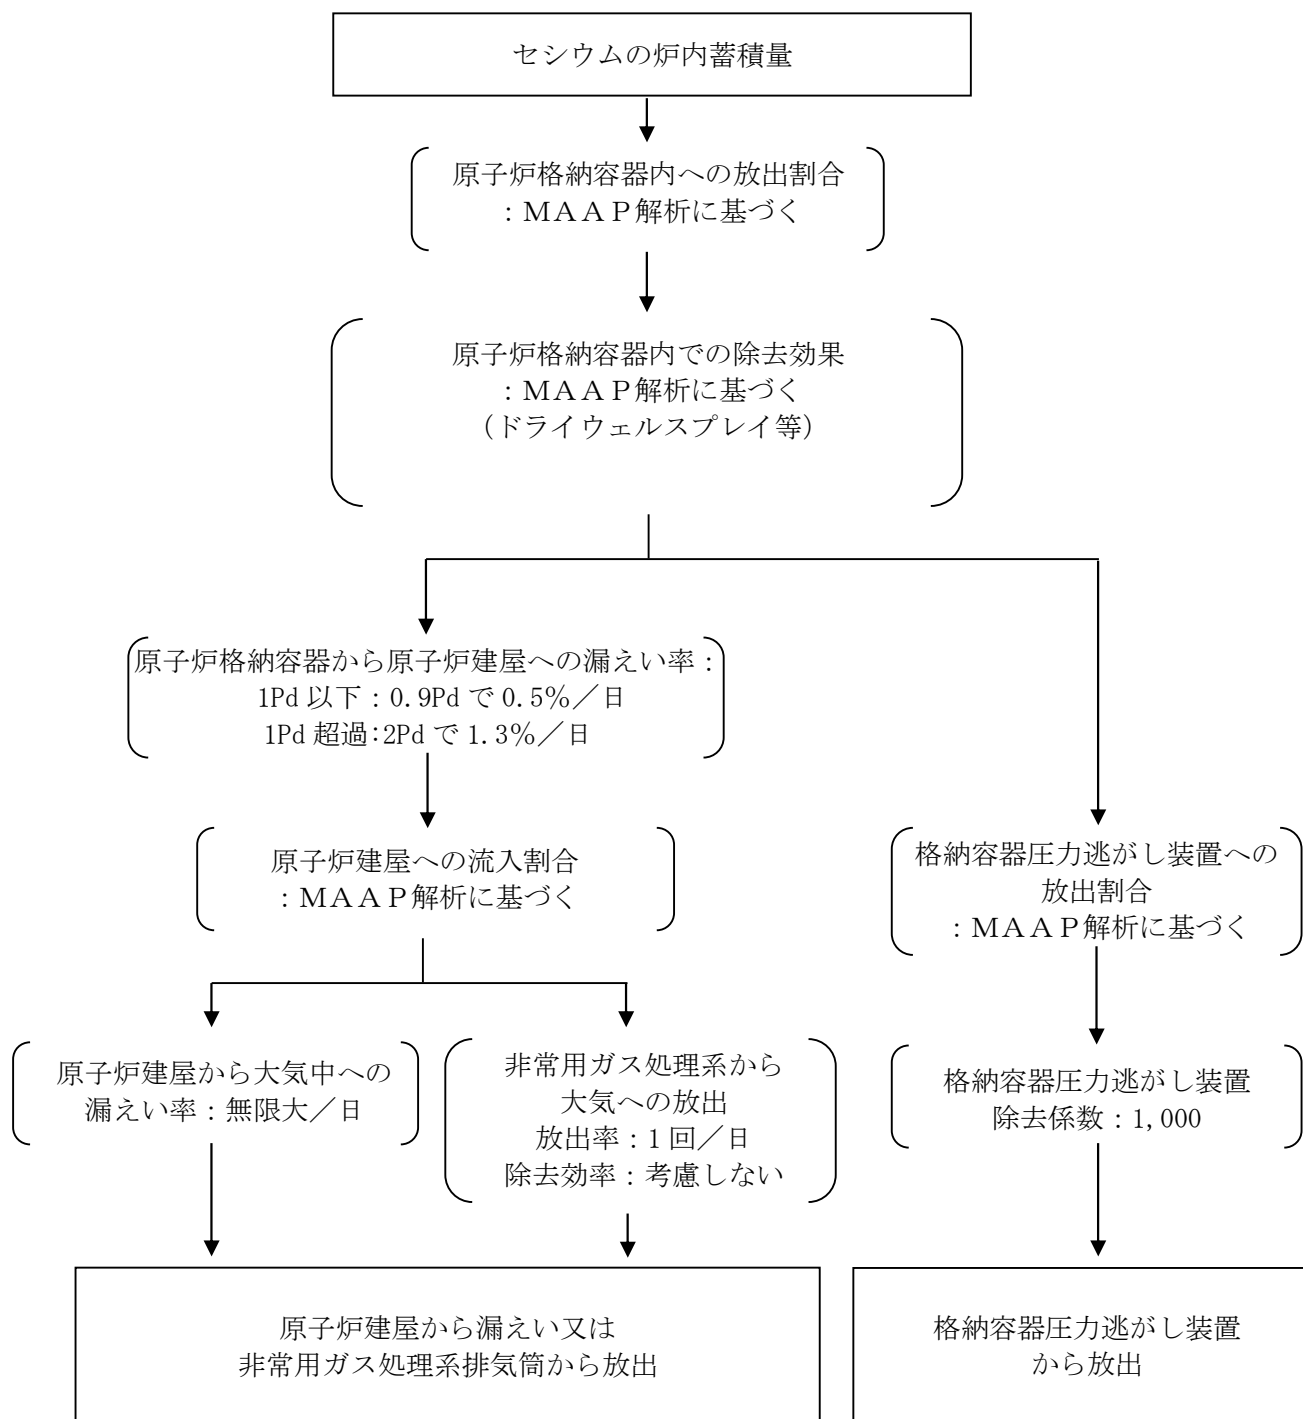 セシウムの炉内蓄積量
原子炉格納容器内への放出割合
:MAAP解析に基づく
原子炉格納容器内での除去効果
:MAAP解析に基づく
(ドライウェルスプレイ等)
原子炉格納容器から原子炉建屋への漏えい率:
1Pd 以下:0.9Pd で 0.5%/日
1Pd 超過:2Pd で 1.3%/日
原子炉建屋への流入割合
:MAAP解析に基づく
格納容器圧力逃がし装置への
放出割合
:MAAP解析に基づく
原子炉建屋から大気中への
漏えい率:無限大/日
非常用ガス処理系から
大気への放出
放出率:1 回/日
除去効率:考慮しない
格納容器圧力逃がし装置
除去係数:1,000
原子炉建屋から漏えい又は
非常用ガス処理系排気筒から放出
格納容器圧力逃がし装置
から放出